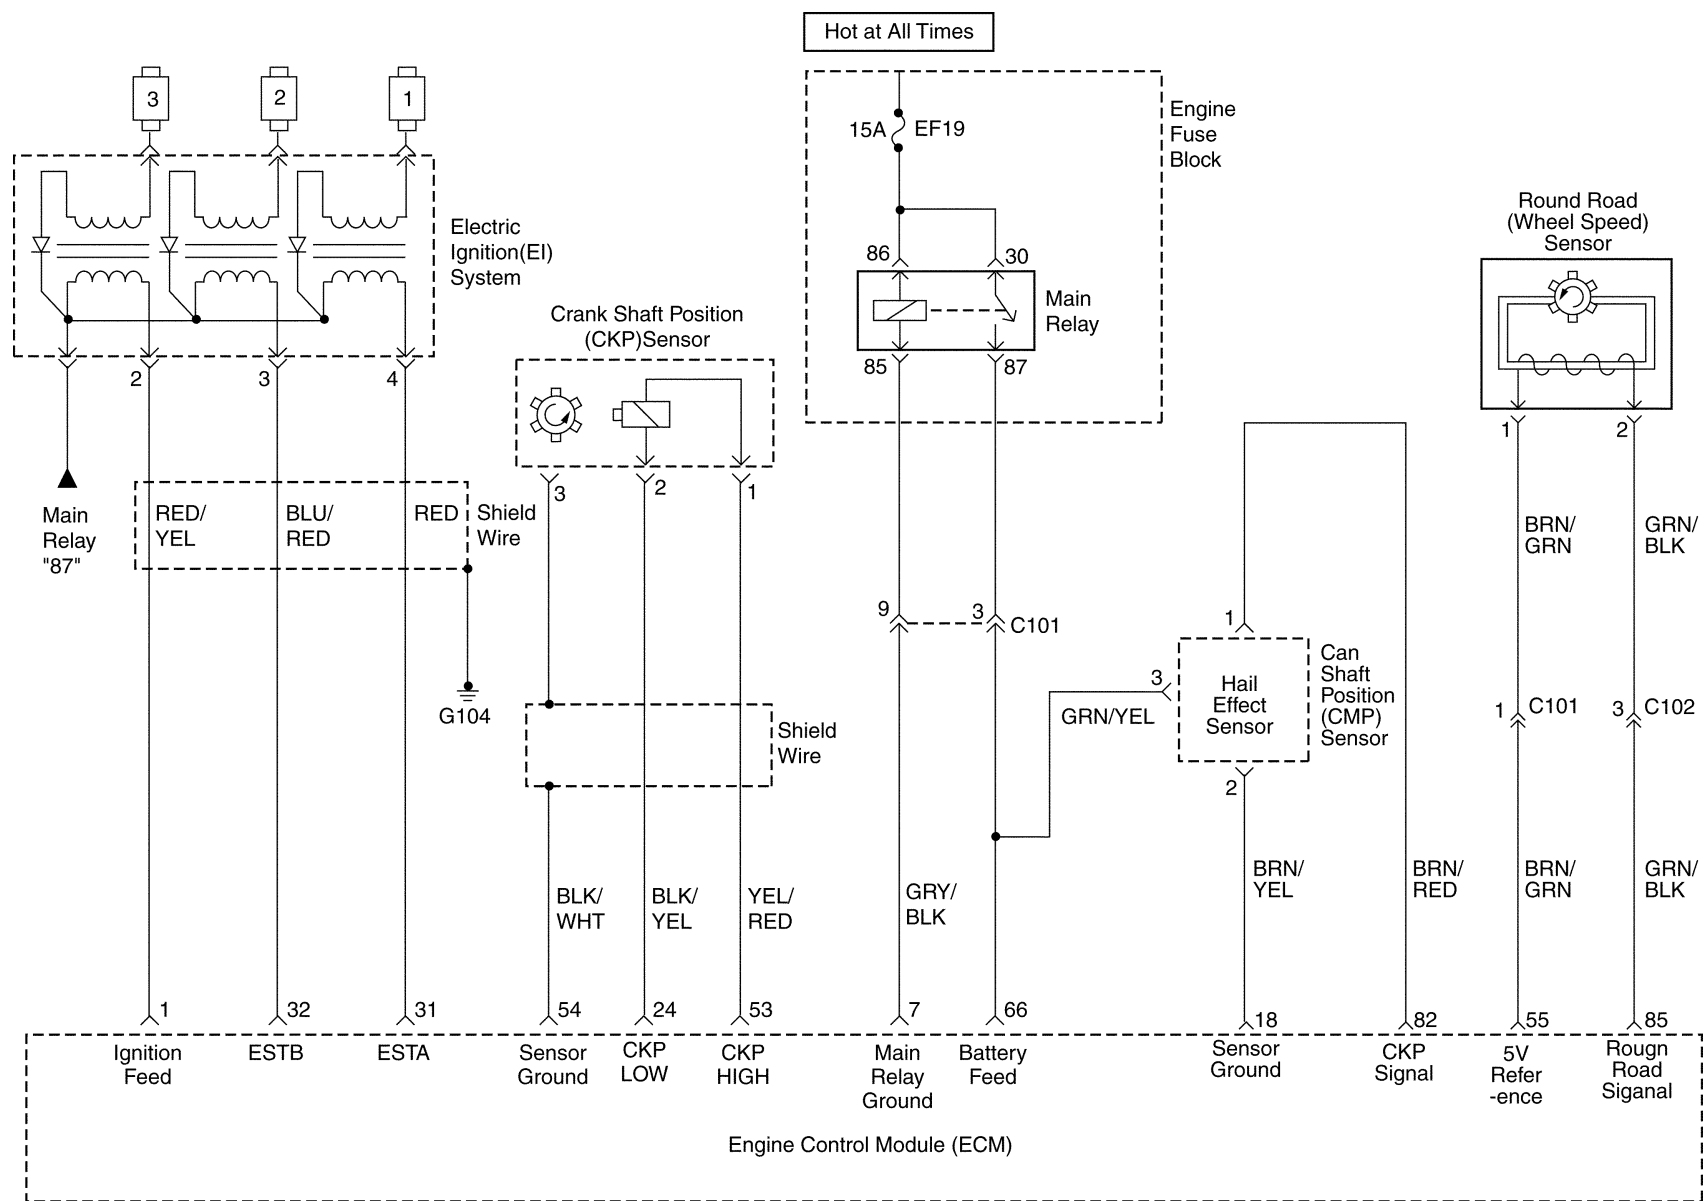 Hot at All Times
3
2
1
15A
EF19
Engine
Fuse
Block
Electric
Ignition(EI)
System
86
30
Main
Relay
85
87
Round Road
(Wheel Speed)
Sensor
1
2
Crank Shaft Position
(CKP)Sensor
2
3
4
3
2
1
Main
Relay
"87"
RED/
YEL
BLU/
RED
RED
Shield
Wire
G104
BRN/
GRN
GRN/
BLK
9
3
C101
1
Hail
Effect
Sensor
Can
Shaft
Position
(CMP)
Sensor
3
GRN/YEL
2
1
C101
3
C102
Shield
Wire
BLK/
WHT
BLK/
YEL
YEL/
RED
GRY/
BLK
BRN/
YEL
BRN/
RED
BRN/
GRN
GRN/
BLK
1
32
31
54
24
53
7
66
18
82
55
85
Ignition
Feed
ESTB
ESTA
Sensor
Ground
CKP
LOW
CKP
HIGH
Main
Relay
Ground
Battery
Feed
Sensor
Ground
CKP
Signal
5V
Refer
-ence
Rougn
Road
Siganal
Engine Control Module (ECM)